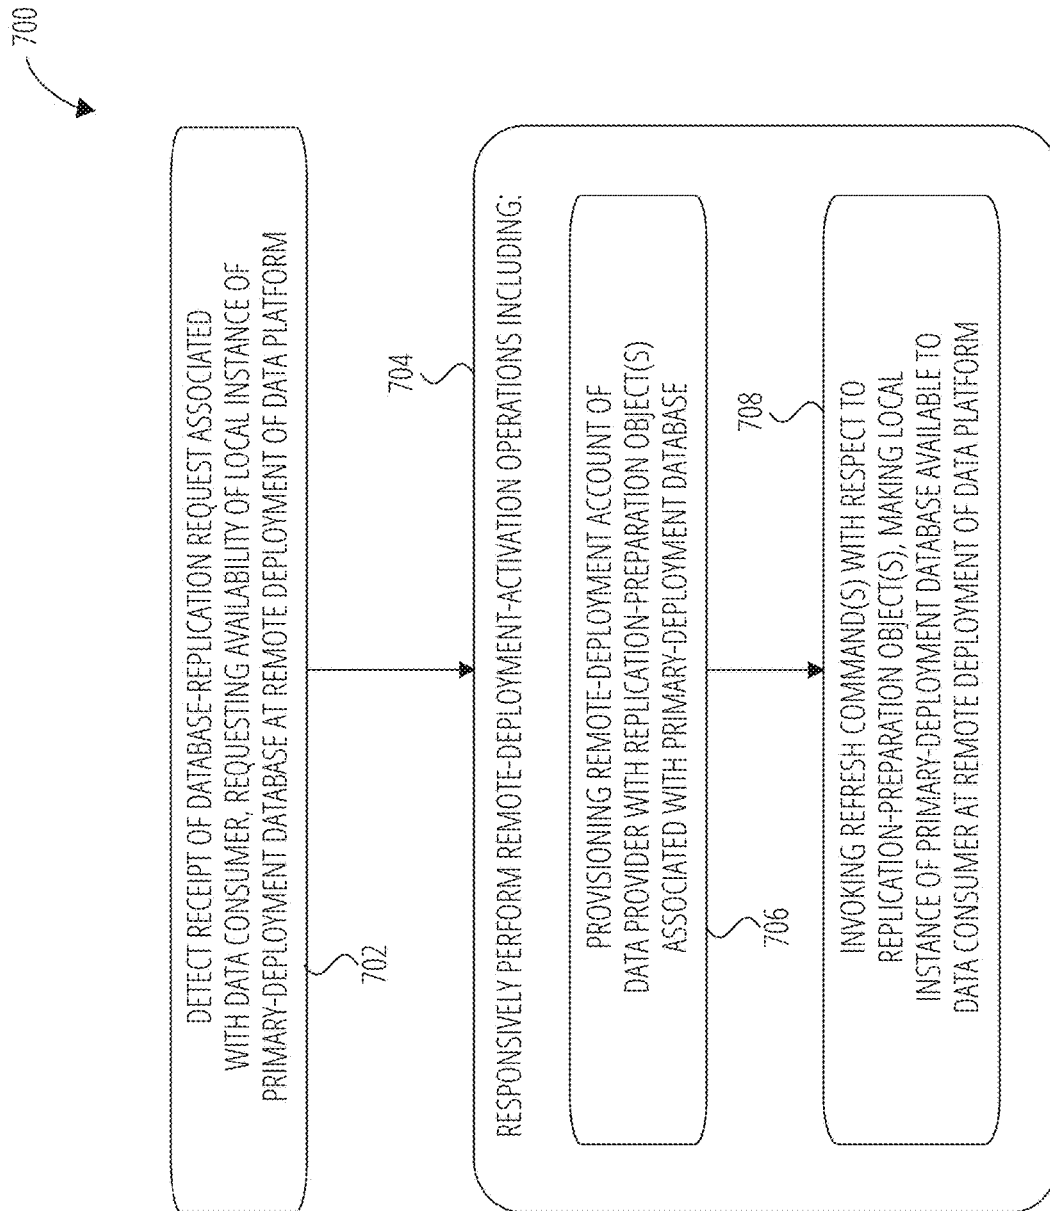 700
DETECT RECEIPT OF DATABASE-REPLICATION REQUEST ASSOCIATED
WITH DATA CONSUMER, REQUESTING AVAILABILITY OF LOCAL INSTANCE OF
PRIMARY-DEPLOYMENT DATABASE AT REMOTE DEPLOYMENT OF DATA PLATFORM
702
704
RESPONSIVELY PERFORM REMOTE-DEPLOYMENT-ACTIVATION OPERATIONS INCLUDING:
PROVISIONING REMOTE-DEPLOYMENT ACCOUNT OF
DATA PROVIDER WITH REPLICATION-PREPARATION OBJECT(S)
ASSOCIATED WITH PRIMARY-DEPLOYMENT DATABASE
706
708
INVOKING REFRESH COMMAND(S) WITH RESPECT TO
REPLICATION-PREPARATION OBJECT(S), MAKING LOCAL
INSTANCE OF PRIMARY-DEPLOYMENT DATABASE AVAILABLE TO
DATA CONSUMER AT REMOTE DEPLOYMENT OF DATA PLATFORM